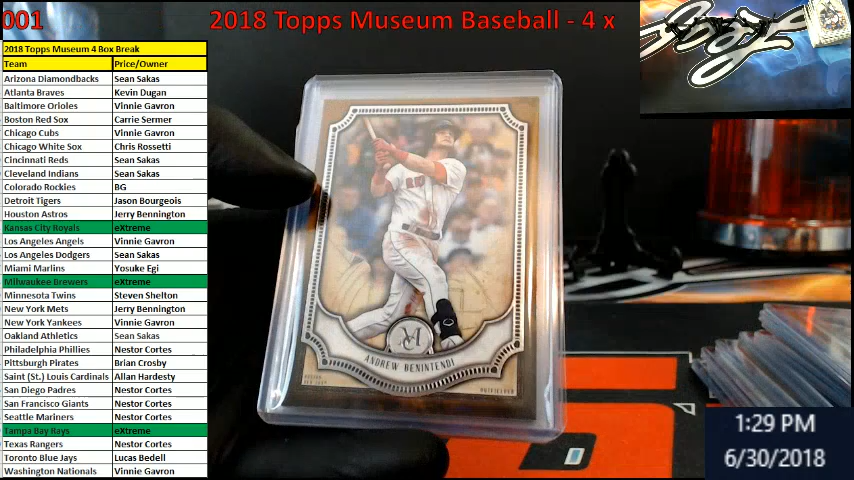 001
2018 Topps Museum Baseball - 4 x
2018 Topps Museum 4 Box Break
Team Price/Owner
Arizona Diamondbacks Sean Sakas
Atlanta Braves Kevin Dugan
Baltimore Orioles Vinnie Gavron
Boston Red Sox Carrie Sermer
Chicago Cubs Vinnie Gavron
Chicago White Sox Chris Rossetti
Cincinnati Reds Sean Sakas
Cleveland Indians Sean Sakas
Colorado Rockies BG
Detroit Tigers Jason Bourgeois
Houston Astros Jerry Bennington
Kansas City Royals eXtreme
Los Angeles Angels Vinnie Gavron
Los Angeles Dodgers Sean Sakas
Miami Marlins Yosuke Egi
Milwaukee Brewers eXtreme
Minnesota Twins Steven Shelton
New York Mets Jerry Bennington
New York Yankees Vinnie Gavron
Oakland Athletics Sean Sakas
Philadelphia Phillies Nestor Cortes
Pittsburgh Pirates Brian Crosby
Saint (St.) Louis Cardinals Allan Hardesty
San Diego Padres Nestor Cortes
San Francisco Giants Nestor Cortes
Seattle Mariners Nestor Cortes
Tampa Bay Rays eXtreme
Texas Rangers Nestor Cortes
Toronto Blue Jays Lucas Bedell
Washington Nationals Vinnie Gavron
M
ANDREW BENINTENDI
BOSTON
RED SOX
OUTFIELDER
1:29 PM
6/30/2018